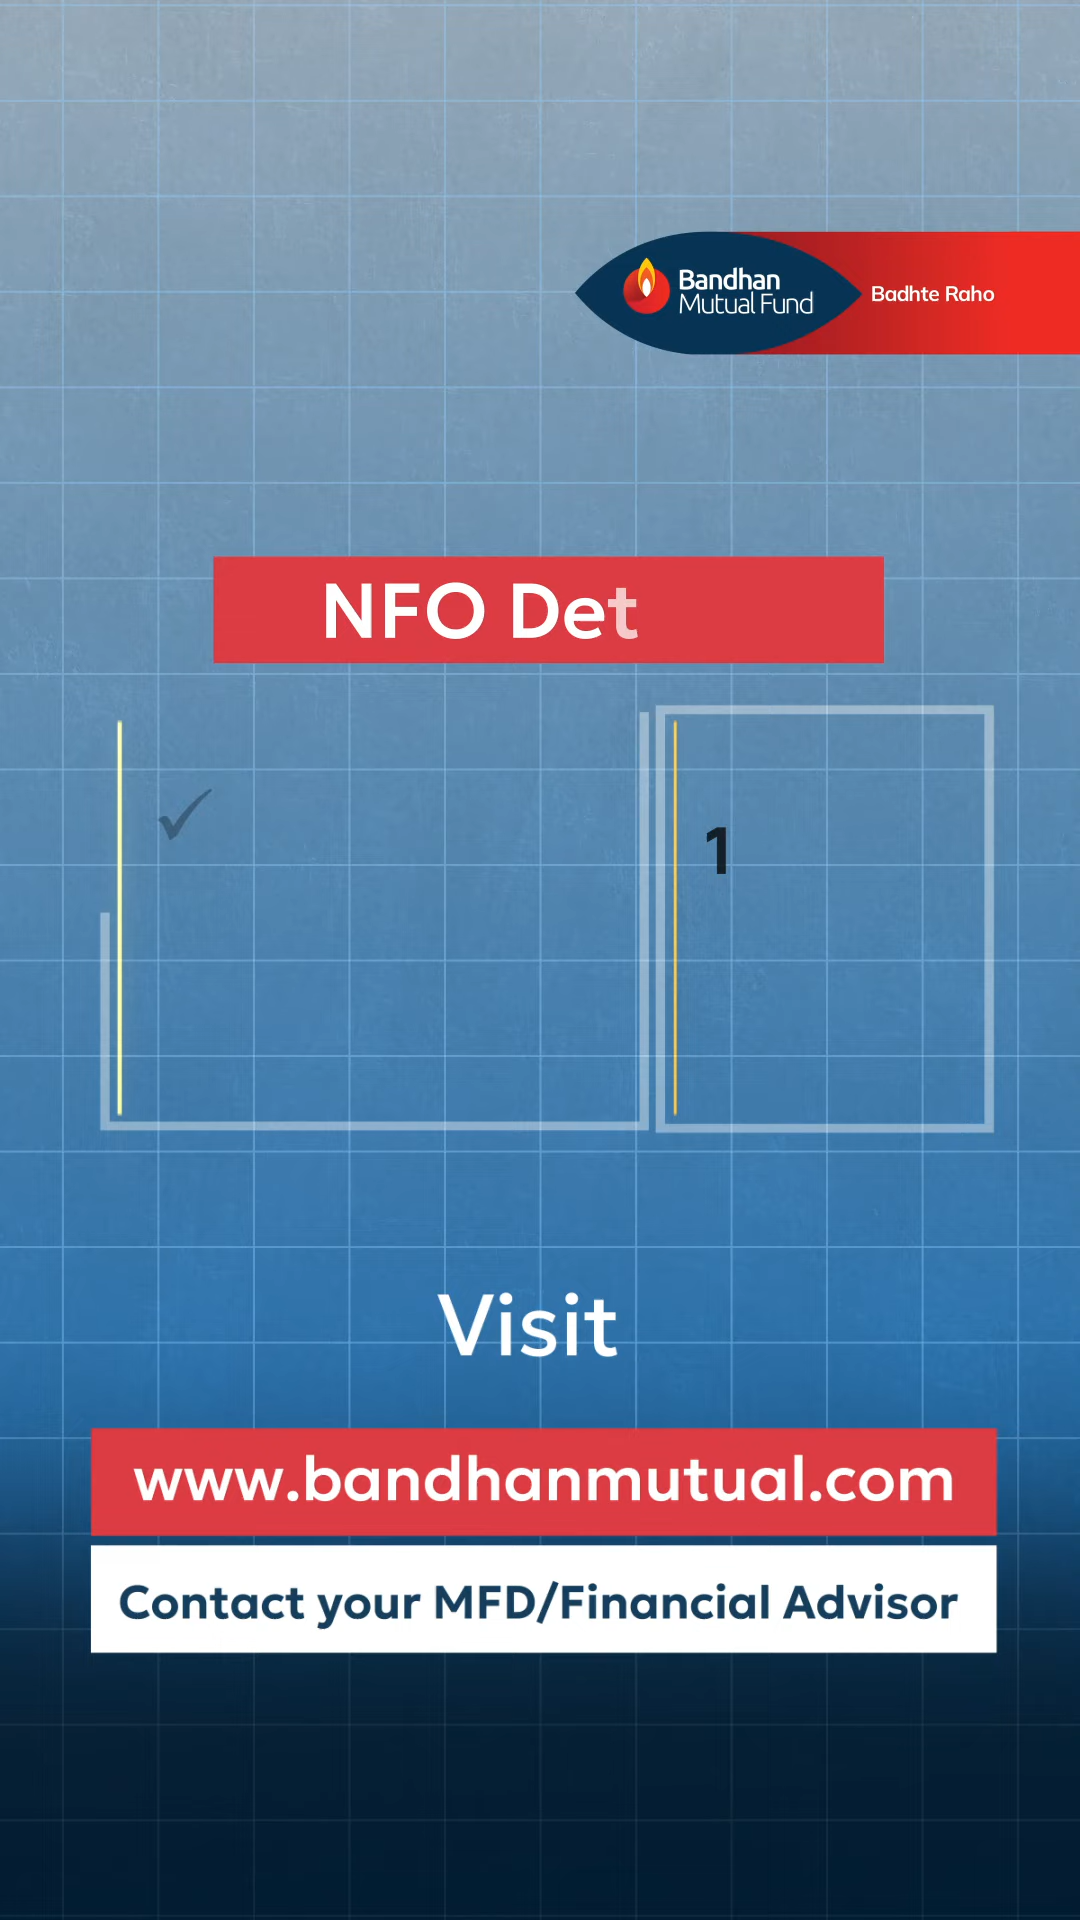 Bandhan
Mutual Fund
Badhte Raho
NFO Det
✓
1
Visit
www.bandhanmutual.com
Contact your MFD/Financial Advisor